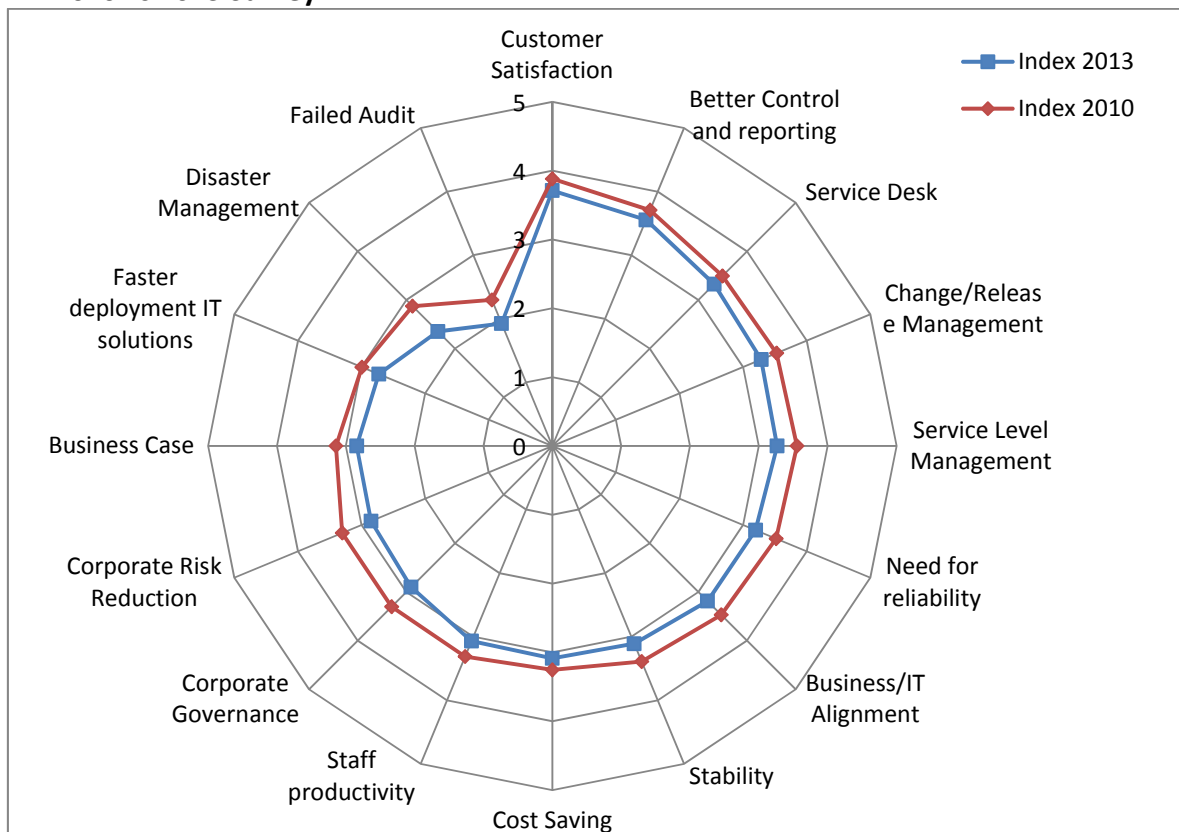 Customer
Satisfaction
Index 2013
Index 2010
Better Control
and reporting
Service Desk
Change/Releas
e Management
Service Level
Management
Need for
reliability
Business/IT
Alignment
Stability
Cost Saving
Staff
productivity
Corporate
Governance
Corporate Risk
Reduction
Business Case
Faster
deployment IT
solutions
Disaster
Management
Failed Audit
5
4
3
2
1
0